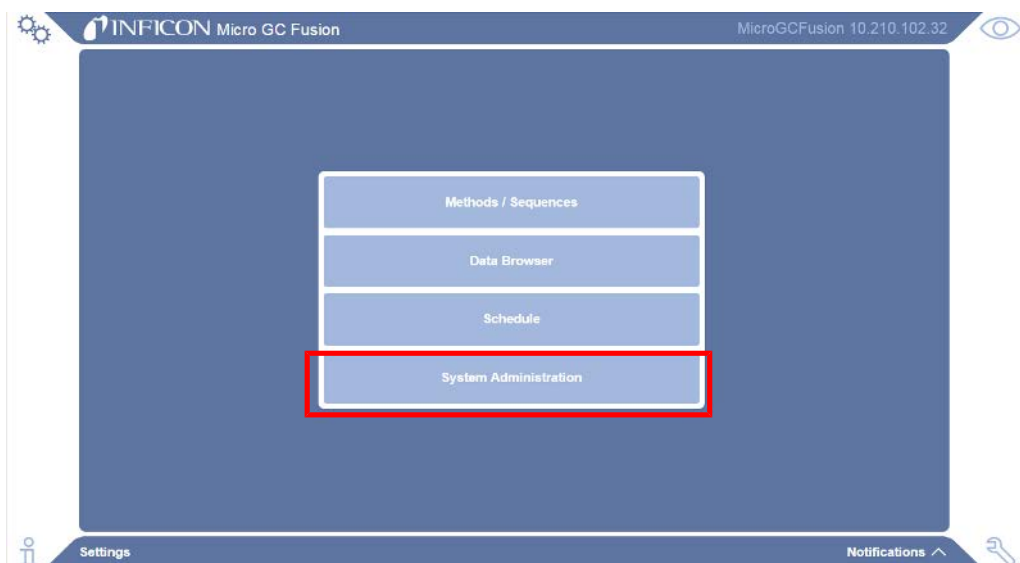 INFICON Micro GC Fusion
MicroGCFusion 10.210.102.32
Methods / Sequences
Data Browser
Schedule
System Administration
Settings
Notifications